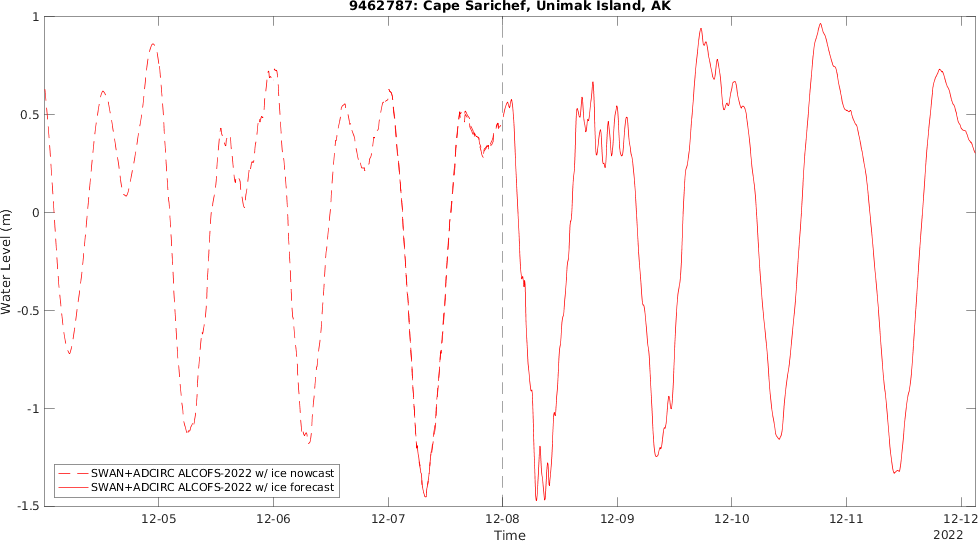 9462787: Cape Sarichef, Unimak Island, AK
1
0.5
0
-0.5
-1
-1.5
Water Level (m)
SWAN+ADCIRC ALCOFS-2022 w/ ice nowcast
SWAN+ADCIRC ALCOFS-2022 w/ ice forecast
12-05 12-06 12-07 12-08 12-09 12-10 12-11 12-12
Time 2022